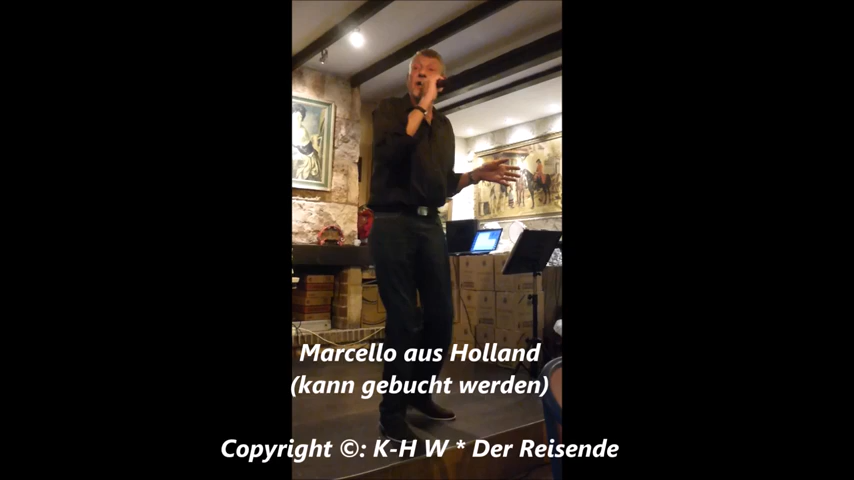 Marcello aus Holland
(kann gebucht werden)
Copyright ©: K-H W * Der Reisende